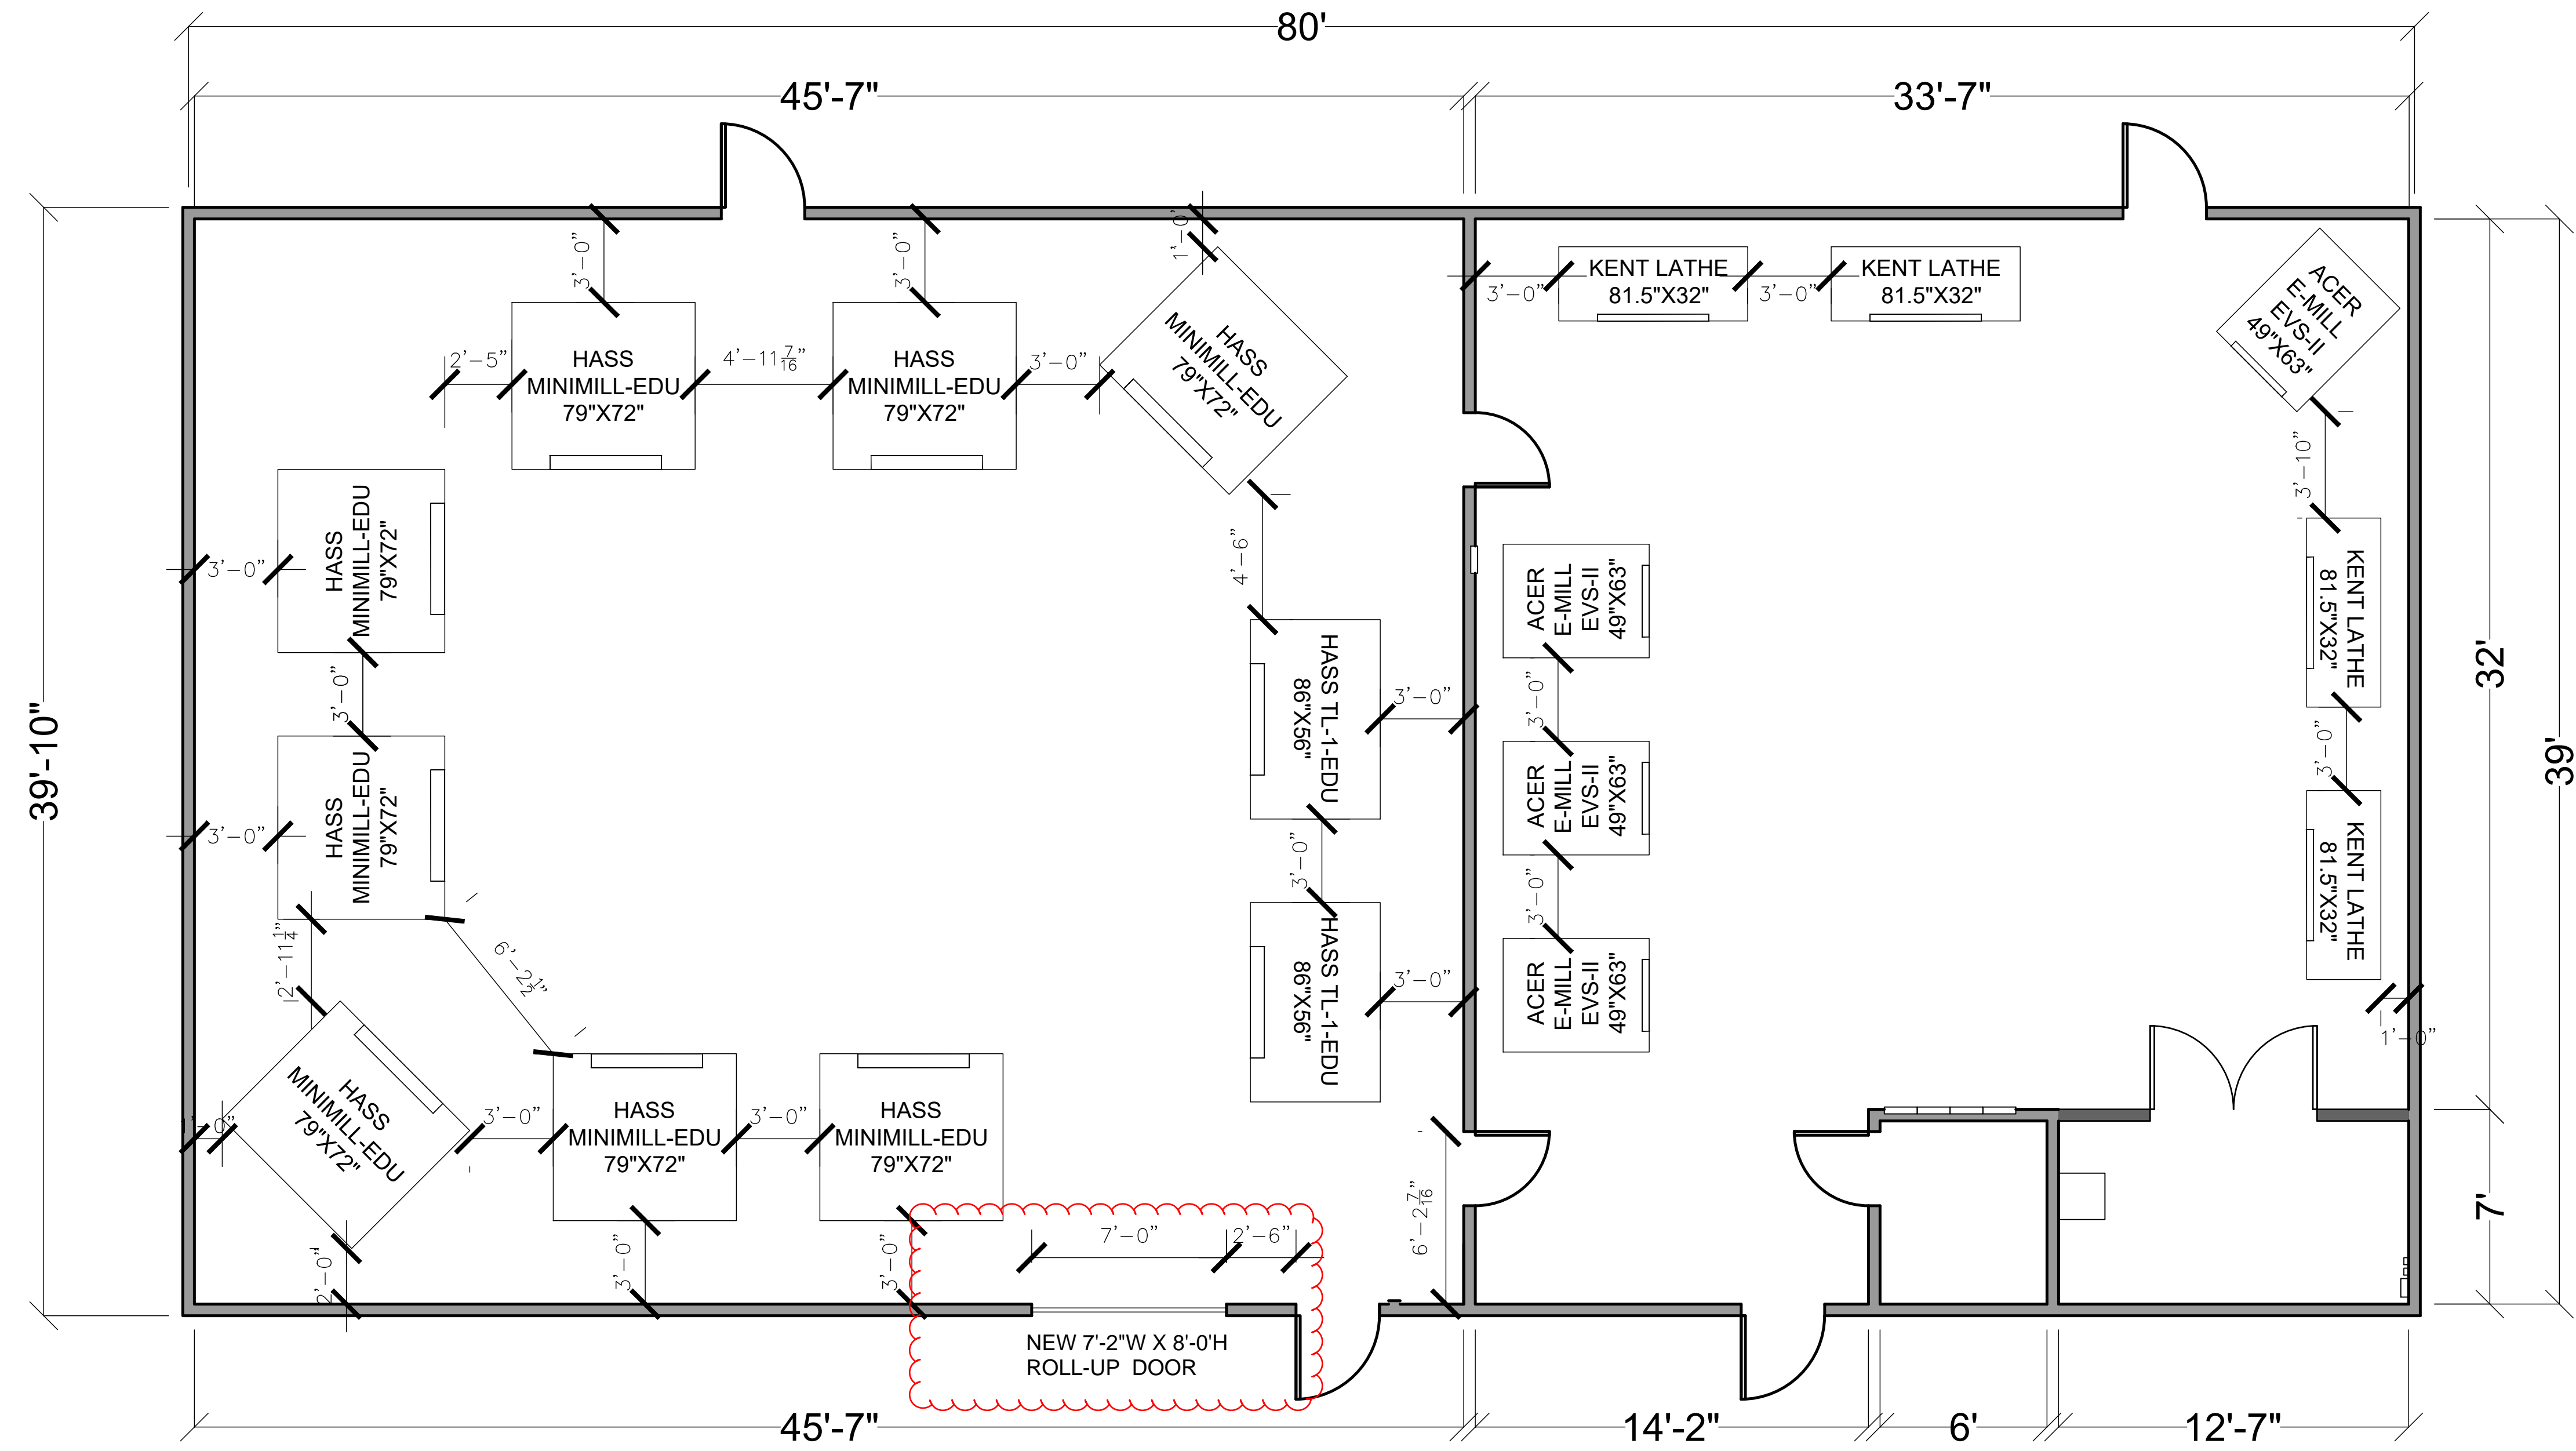 80'
45'-7"
33'-7"
3'-0"
3'-0"
1'-0"
KENT LATHE
81.5"X32"
KENT LATHE
81.5"X32"
3'-0"
3'-0"
ACER
E-MILL
EVS-II
49"X63"
2'-5"
HASS
MINIMILL-EDU
79"X72"
4'-11 7/16"
HASS
MINIMILL-EDU
79"X72"
3'-0"
HASS
MINIMILL-EDU
79"X72"
3'-10"
3'-0"
HASS
MINIMILL-EDU
79"X72"
4'-6"
ACER
E-MILL
EVS-II
49"X63"
KENT LATHE
81.5"X32"
32'
3'-0"
HASS TL-1-EDU
86"X56"
3'-0"
3'-0"
3'-0"
39'-10"
39'
3'-0"
HASS
MINIMILL-EDU
79"X72"
ACER
E-MILL
EVS-II
49"X63"
KENT LATHE
81.5"X32"
3'-0"
3'-0"
2'-11 1/4"
6'-2 1/2"
HASS TL-1-EDU
86"X56"
3'-0"
ACER
E-MILL
EVS-II
49"X63"
1'-0"
1'-0"
HASS
MINIMILL-EDU
79"X72"
3'-0"
HASS
MINIMILL-EDU
79"X72"
3'-0"
HASS
MINIMILL-EDU
79"X72"
6'-2 7/16"
7'
2'-0"
3'-0"
3'-0"
7'-0"
2'-6"
NEW 7'-2"W X 8'-0'H
ROLL-UP DOOR
45'-7"
14'-2"
6'
12'-7"